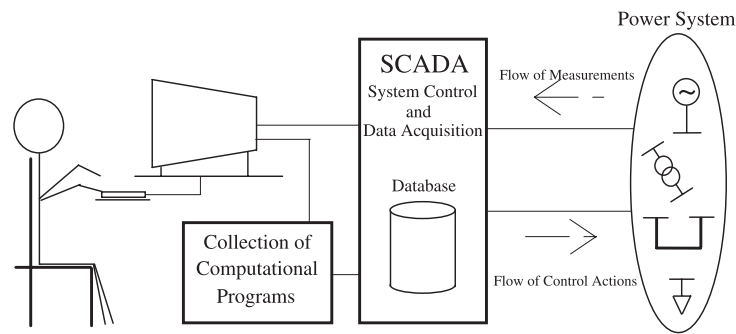 Power System
SCADA
System Control
and
Data Acquisition
Flow of Measurements
Database
Collection of
Computational
Programs
Flow of Control Actions